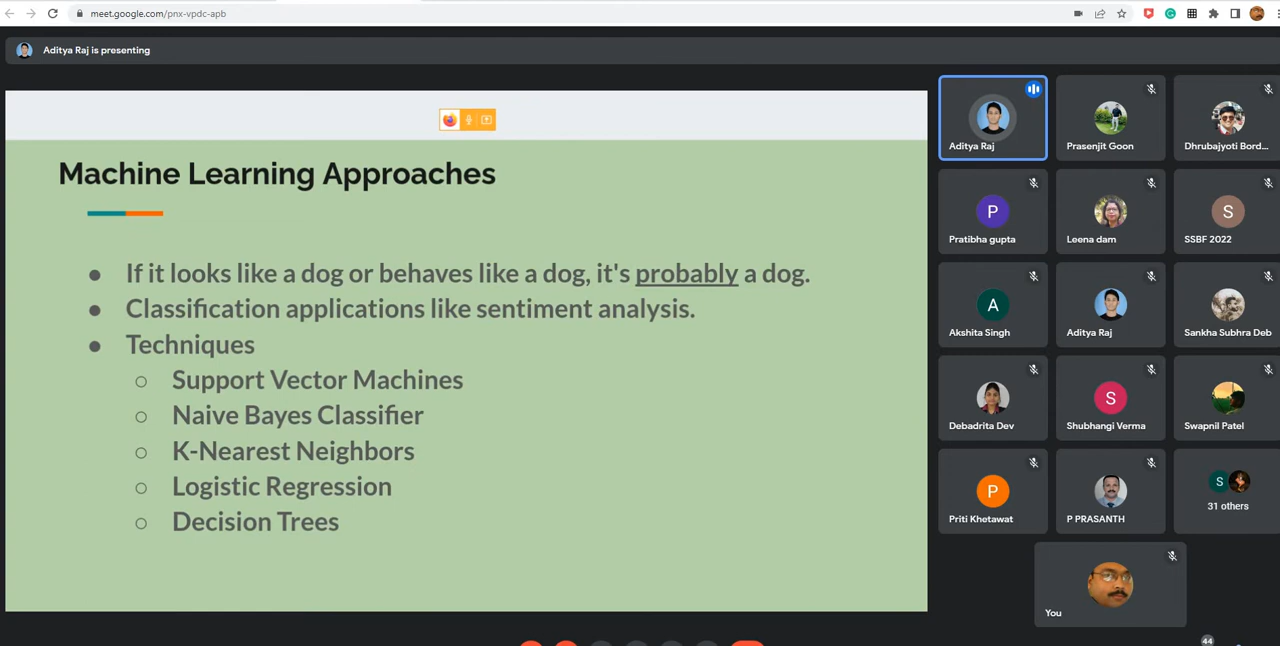 meet.google.com/pnx-vpdc-apb
Aditya Raj is presenting
Machine Learning Approaches
● If it looks like a dog or behaves like a dog, it's probably a dog.
● Classification applications like sentiment analysis.
● Techniques
○ Support Vector Machines
○ Naive Bayes Classifier
○ K-Nearest Neighbors
○ Logistic Regression
○ Decision Trees
Aditya Raj
Prasenjit Goon
Dhrubajyoti Bord...
P
Pratibha gupta
Leena dam
S
SSBF 2022
A
Akshita Singh
Aditya Raj
Sankha Subhra Deb
Debadrita Dev
S
Shubhangi Verma
Swapnil Patel
P
Priti Khetawat
P PRASANTH
S
31 others
You
44